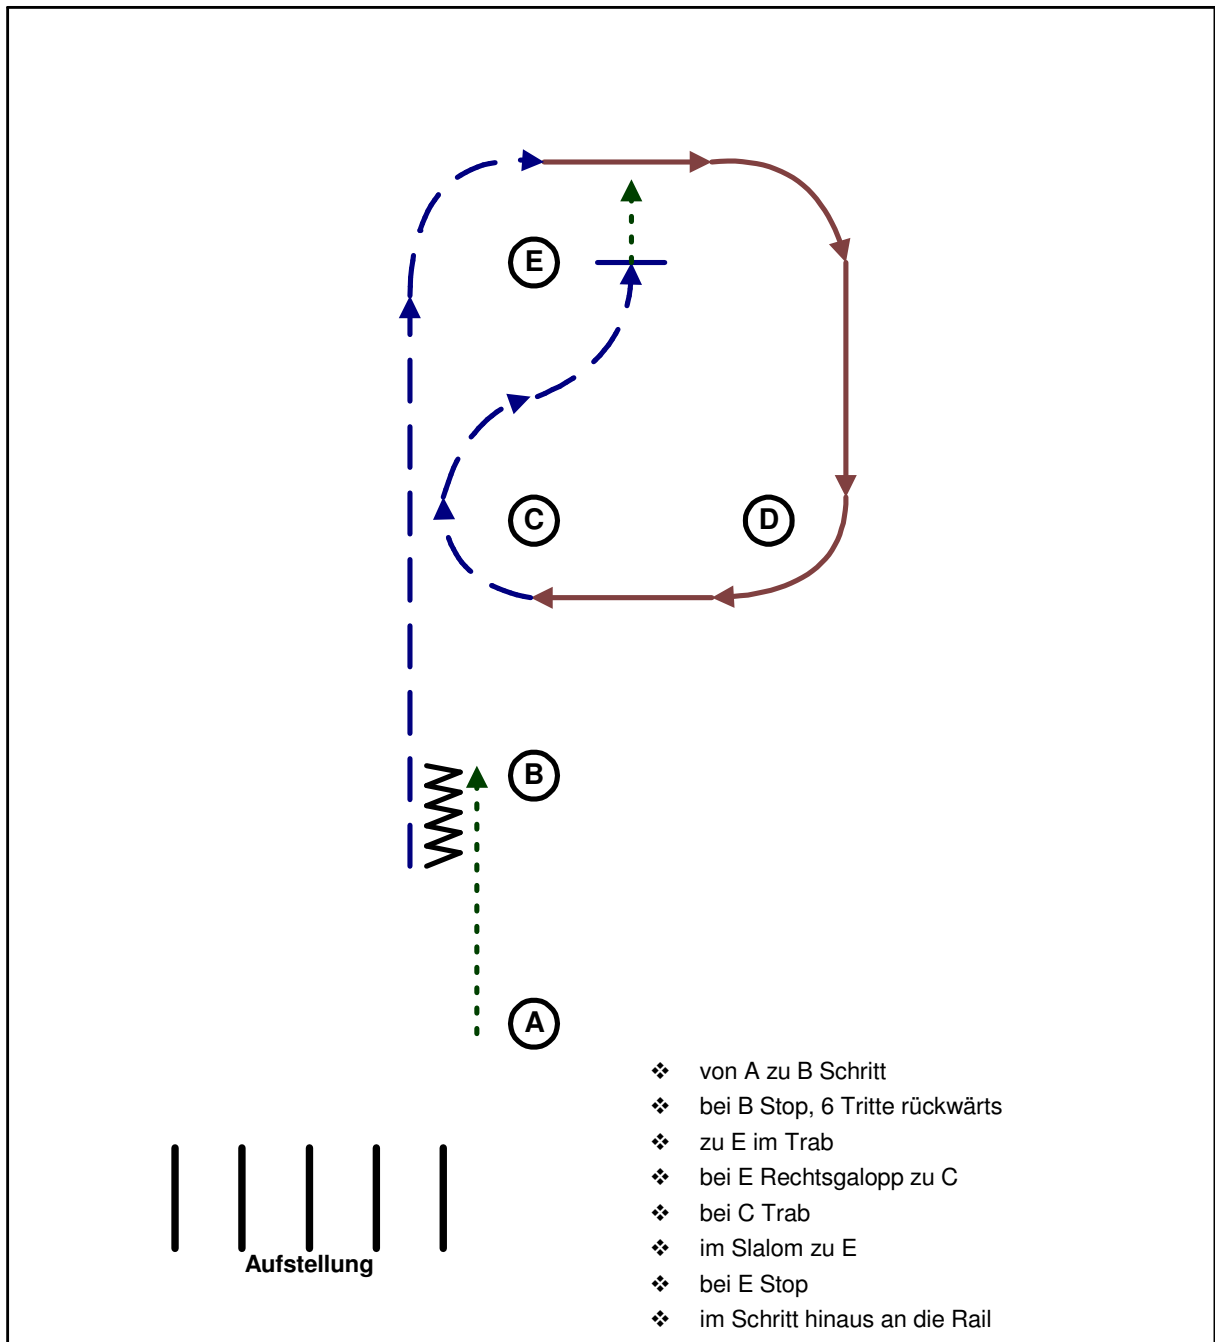 E
C
D
B
A
❖ von A zu B Schritt
❖ bei B Stop, 6 Tritte rückwärts
❖ zu E im Trab
❖ bei E Rechtsgalopp zu C
❖ bei C Trab
❖ im Slalom zu E
❖ bei E Stop
❖ im Schritt hinaus an die Rail
Aufstellung